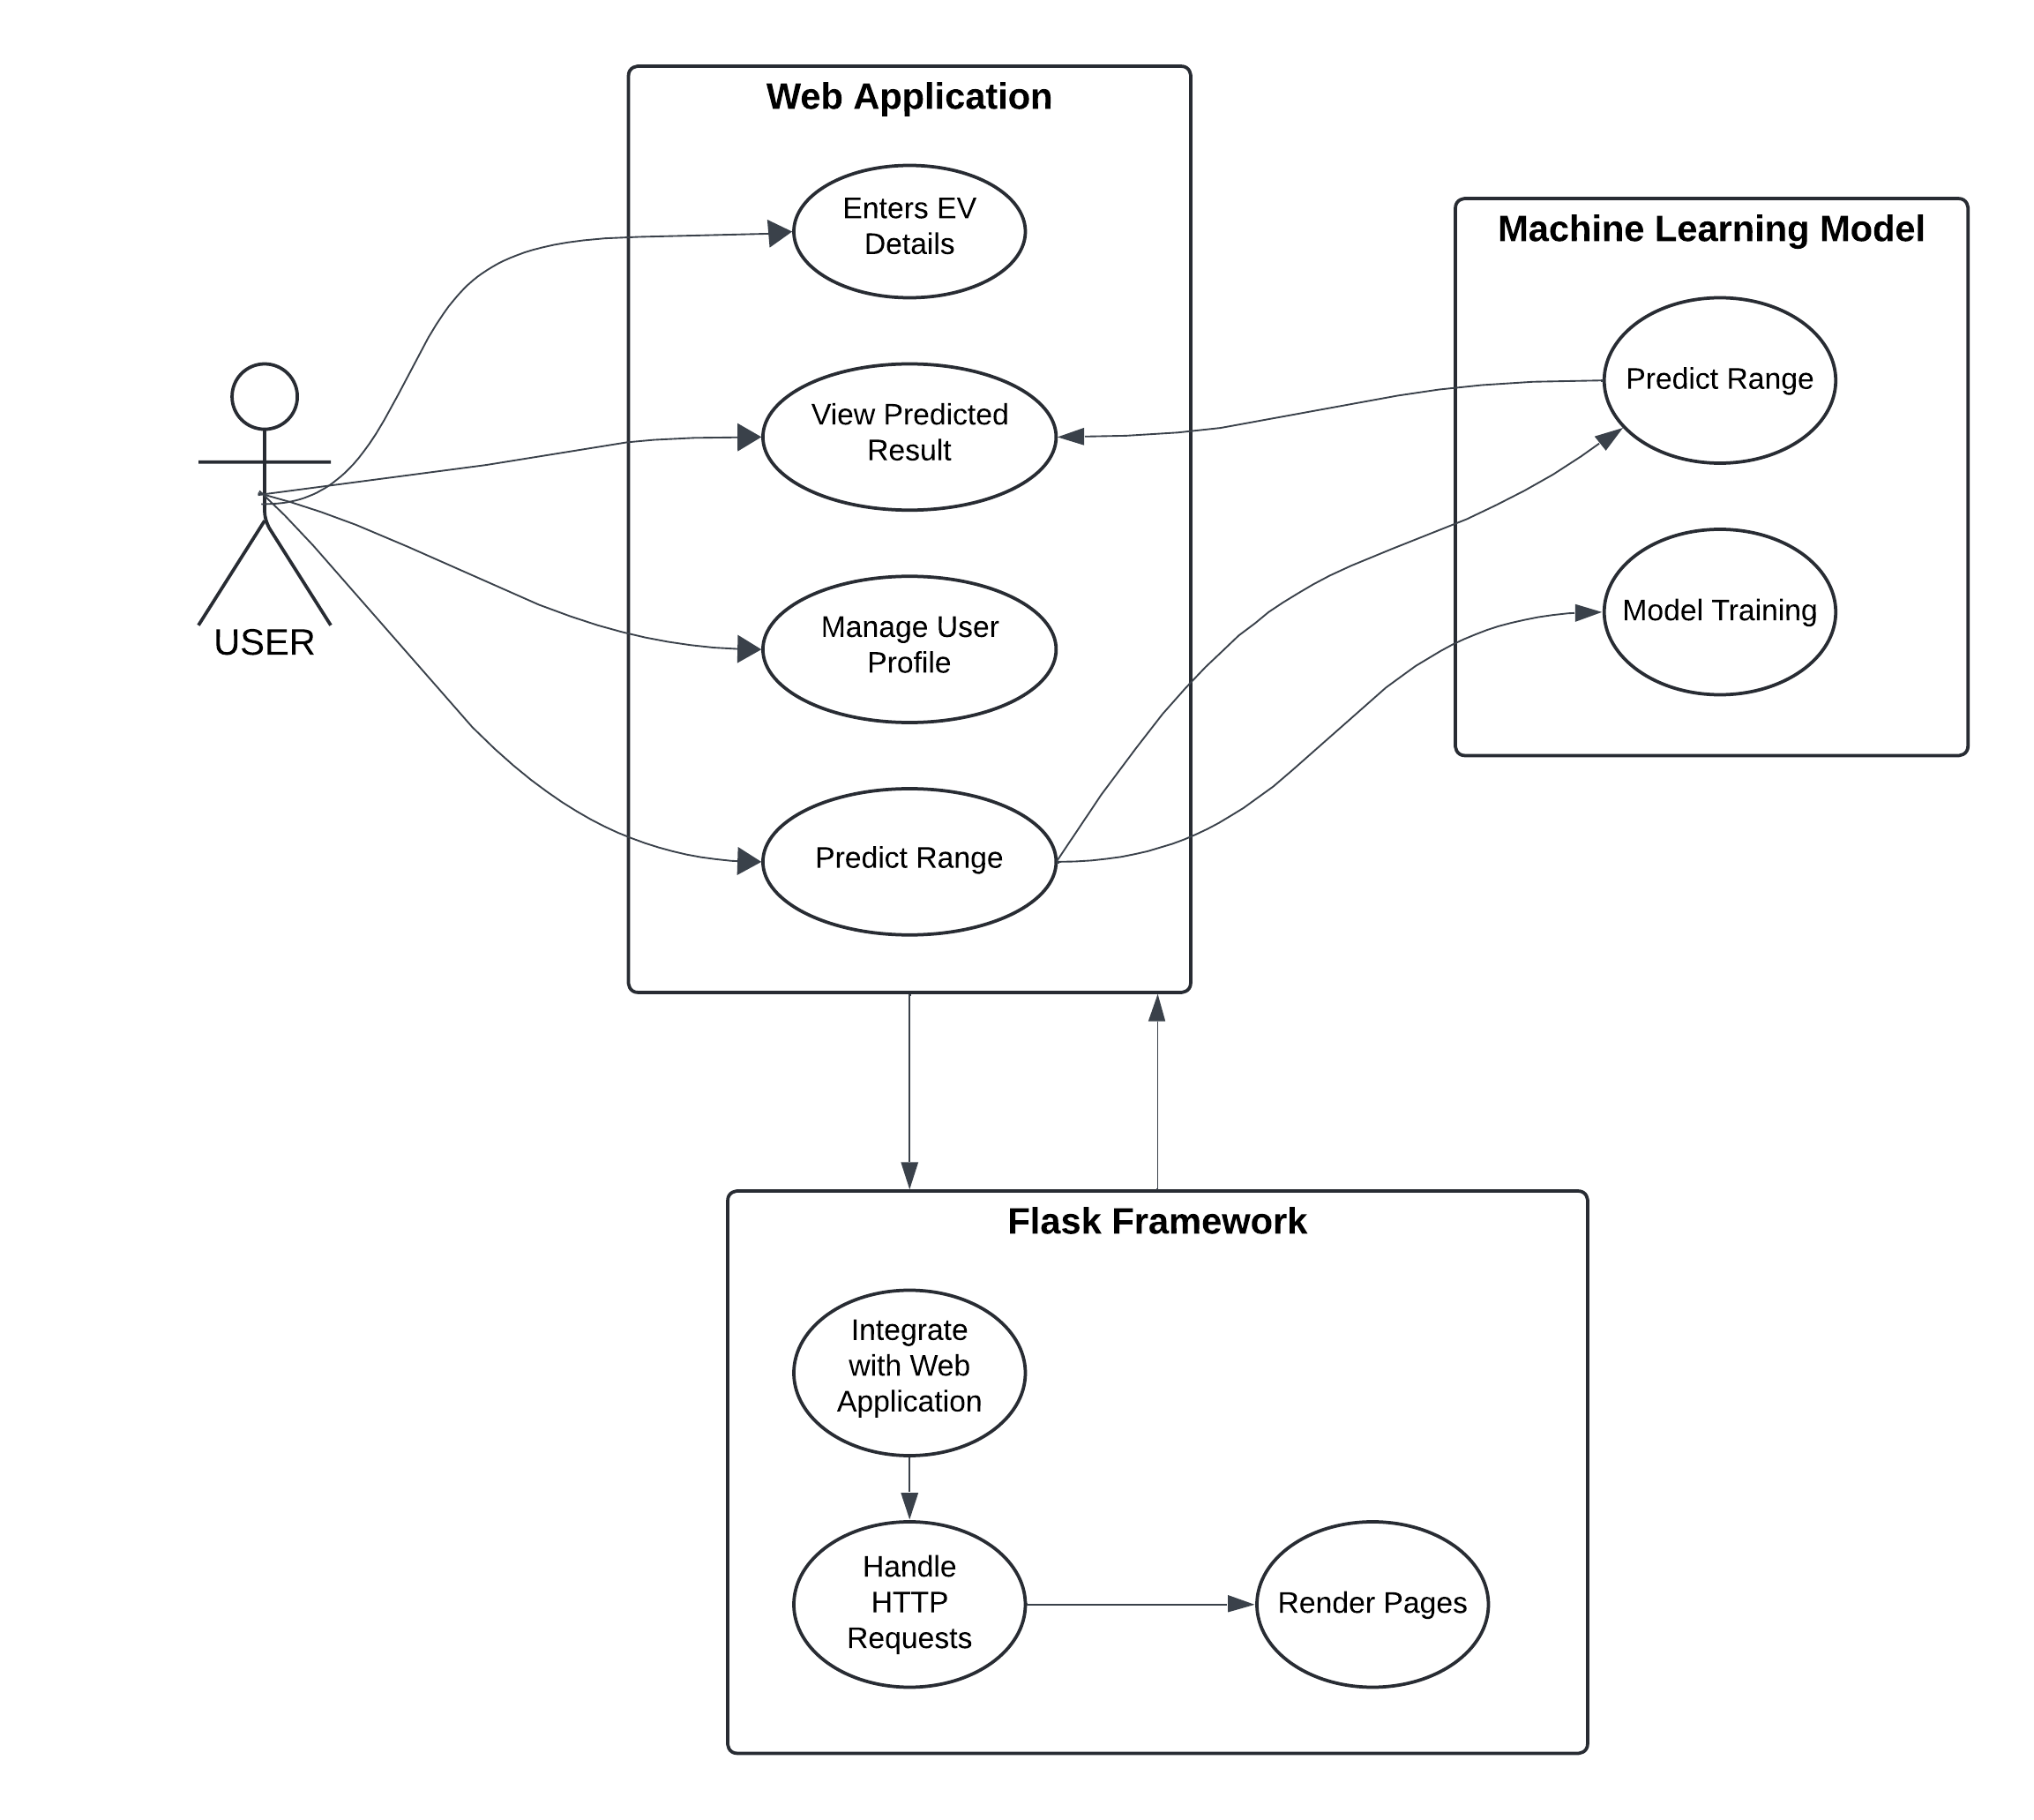 Web Application
Enters EV
Details
View Predicted
Result
Manage User
Profile
Predict Range
USER
Machine Learning Model
Predict Range
Model Training
Flask Framework
Integrate
with Web
Application
Handle
HTTP
Requests
Render Pages